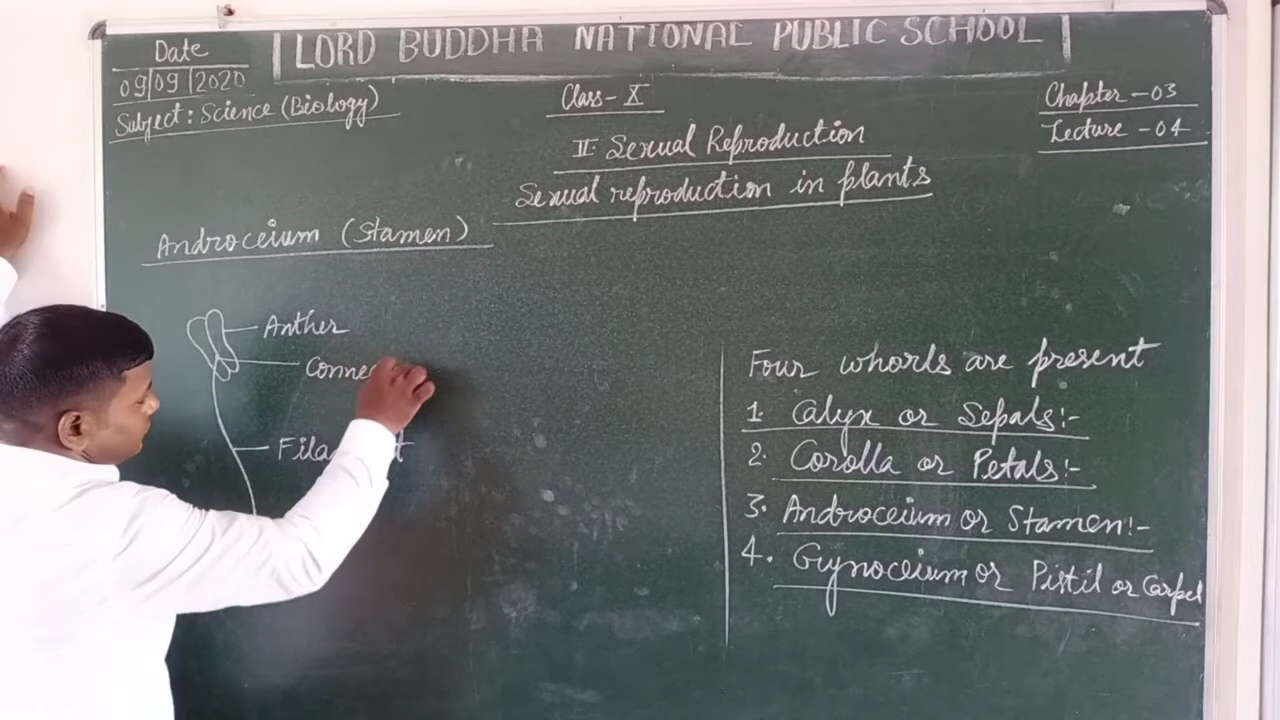 Date
09/09/2020
LORD BUDDHA NATIONAL PUBLIC SCHOOL
Subject: Science (Biology)
Class - X
Chapter - 03
Lecture - 04
II. Sexual Reproduction
Sexual reproduction in plants
Androceium (Stamen)
Anther
Filament
Four whorls are present
1. Calyx or Sepals:-
2. Corolla or Petals:-
3. Androceium or Stamen:-
4. Gynoceium or Pistil or Carpel